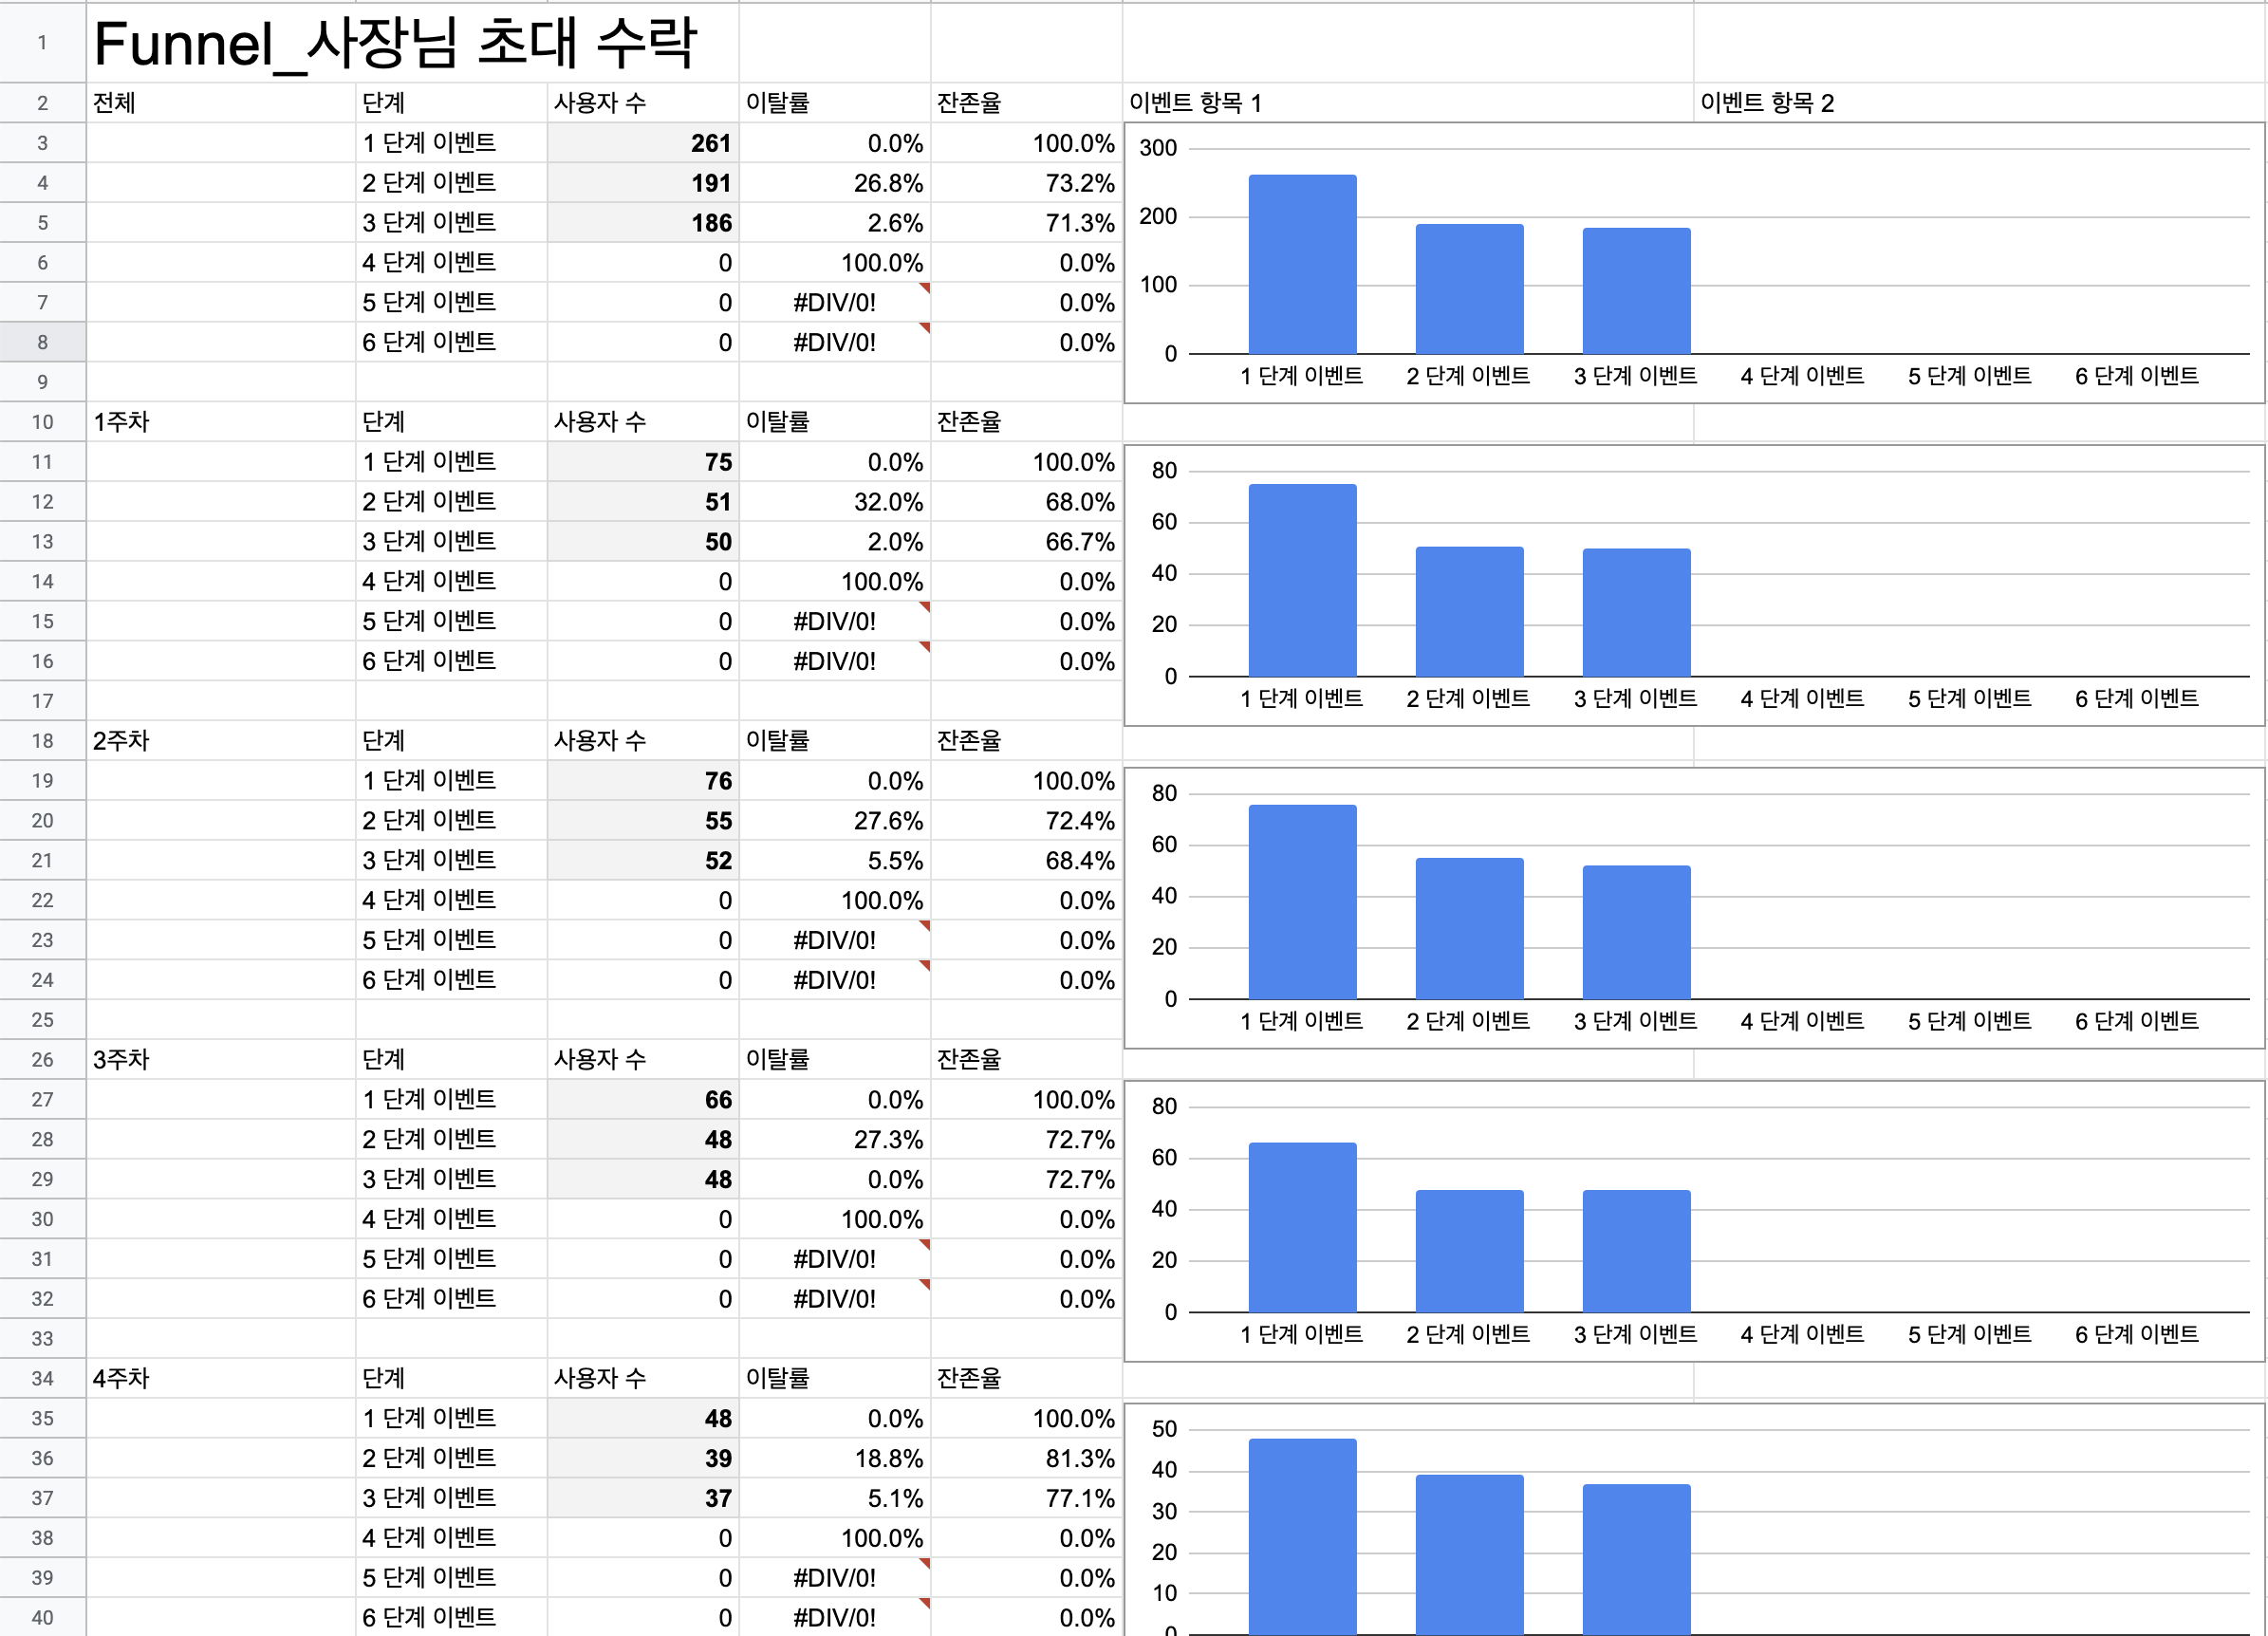 1 Funnel_사장님 초대 수락
2 전체 단계 사용자 수 이탈률 잔존율 이벤트 항목 1 이벤트 항목 2
3 1 단계 이벤트 261 0.0% 100.0%
4 2 단계 이벤트 191 26.8% 73.2%
5 3 단계 이벤트 186 2.6% 71.3%
6 4 단계 이벤트 0 100.0% 0.0%
7 5 단계 이벤트 0 #DIV/0! 0.0%
8 6 단계 이벤트 0 #DIV/0! 0.0%
9
300
200
100
0
1 단계 이벤트 2 단계 이벤트 3 단계 이벤트 4 단계 이벤트 5 단계 이벤트 6 단계 이벤트
10 1주차 단계 사용자 수 이탈률 잔존율
11 1 단계 이벤트 75 0.0% 100.0%
12 2 단계 이벤트 51 32.0% 68.0%
13 3 단계 이벤트 50 2.0% 66.7%
14 4 단계 이벤트 0 100.0% 0.0%
15 5 단계 이벤트 0 #DIV/0! 0.0%
16 6 단계 이벤트 0 #DIV/0! 0.0%
17
80
60
40
20
0
1 단계 이벤트 2 단계 이벤트 3 단계 이벤트 4 단계 이벤트 5 단계 이벤트 6 단계 이벤트
18 2주차 단계 사용자 수 이탈률 잔존율
19 1 단계 이벤트 76 0.0% 100.0%
20 2 단계 이벤트 55 27.6% 72.4%
21 3 단계 이벤트 52 5.5% 68.4%
22 4 단계 이벤트 0 100.0% 0.0%
23 5 단계 이벤트 0 #DIV/0! 0.0%
24 6 단계 이벤트 0 #DIV/0! 0.0%
25
80
60
40
20
0
1 단계 이벤트 2 단계 이벤트 3 단계 이벤트 4 단계 이벤트 5 단계 이벤트 6 단계 이벤트
26 3주차 단계 사용자 수 이탈률 잔존율
27 1 단계 이벤트 66 0.0% 100.0%
28 2 단계 이벤트 48 27.3% 72.7%
29 3 단계 이벤트 48 0.0% 72.7%
30 4 단계 이벤트 0 100.0% 0.0%
31 5 단계 이벤트 0 #DIV/0! 0.0%
32 6 단계 이벤트 0 #DIV/0! 0.0%
33
80
60
40
20
0
1 단계 이벤트 2 단계 이벤트 3 단계 이벤트 4 단계 이벤트 5 단계 이벤트 6 단계 이벤트
34 4주차 단계 사용자 수 이탈률 잔존율
35 1 단계 이벤트 48 0.0% 100.0%
36 2 단계 이벤트 39 18.8% 81.3%
37 3 단계 이벤트 37 5.1% 77.1%
38 4 단계 이벤트 0 100.0% 0.0%
39 5 단계 이벤트 0 #DIV/0! 0.0%
40 6 단계 이벤트 0 #DIV/0! 0.0%
50
40
30
20
10
0